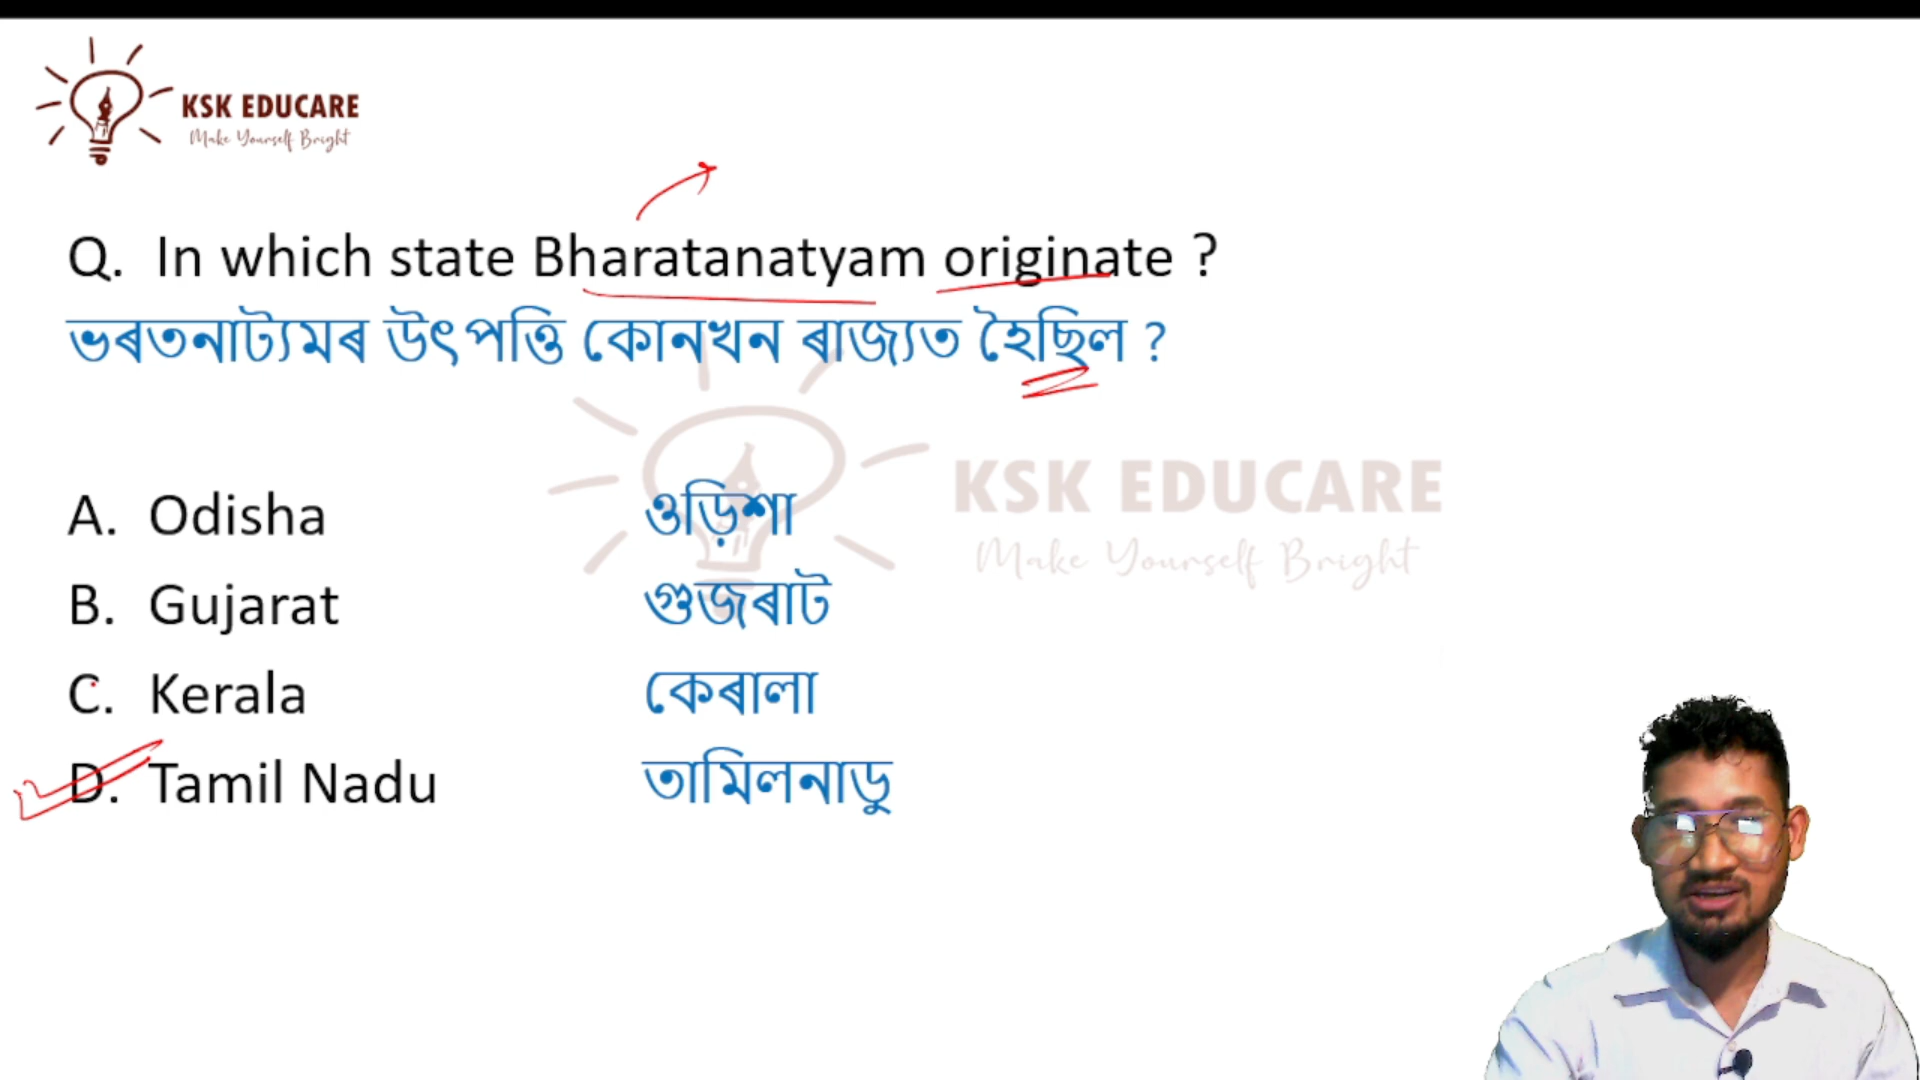 KSK EDUCARE
Make Yourself Bright
Q. In which state Bharatanatyam originate ?
ভৰতনাট্যমৰ উৎপত্তি কোনখন ৰাজ্যত হৈছিল ?
KSK EDUCARE
Make Yourself Bright
A. Odisha ওড়িশা
B. Gujarat গুজৰাট
C. Kerala কেৰালা
D. Tamil Nadu তামিলনাডু